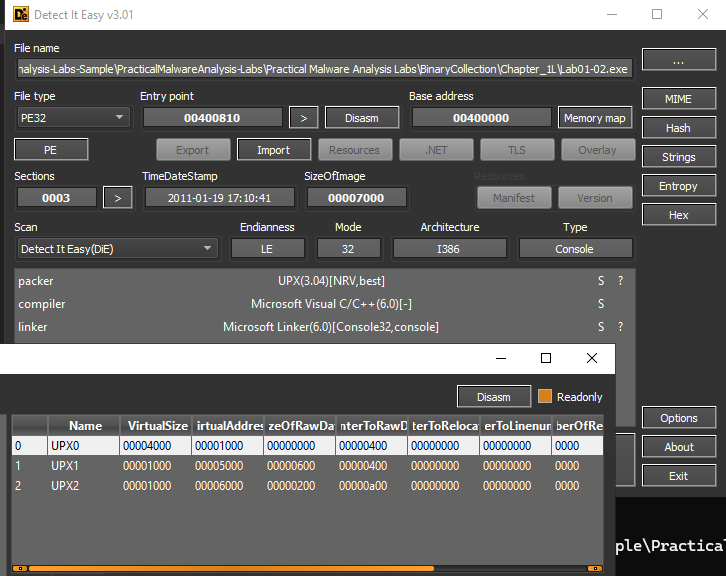 Detect It Easy v3.01
File name
nalysis-Labs-Sample\PracticalMalwareAnalysis-Labs\Practical Malware Analysis Labs\BinaryCollection\Chapter_1L\Lab01-02.exe
...
File type Entry point Base address
PE32 00400810 > Disasm 00400000 Memory map MIME
PE Export Import Resources .NET TLS Overlay Hash
Sections TimeDateStamp SizeOfImage Resources Strings
0003 > 2011-01-19 17:10:41 00007000 Manifest Version Entropy
Scan Endianness Mode Architecture Type Hex
Detect It Easy(DiE) LE 32 I386 Console
packer UPX(3.04)[NRV,best] S ?
compiler Microsoft Visual C/C++(6.0)[-] S
linker Microsoft Linker(6.0)[Console32,console] S ?
Disasm Readonly
Name VirtualSize irtualAddres zeOfRawDa nterToRawD terToRelocat erToLinenun berOfRe
0 UPX0 00004000 00001000 00000000 00000400 00000000 00000000 0000
1 UPX1 00001000 00005000 00000600 00000400 00000000 00000000 0000
2 UPX2 00001000 00006000 00000200 00000a00 00000000 00000000 0000
Options
About
Exit
ple\Practical